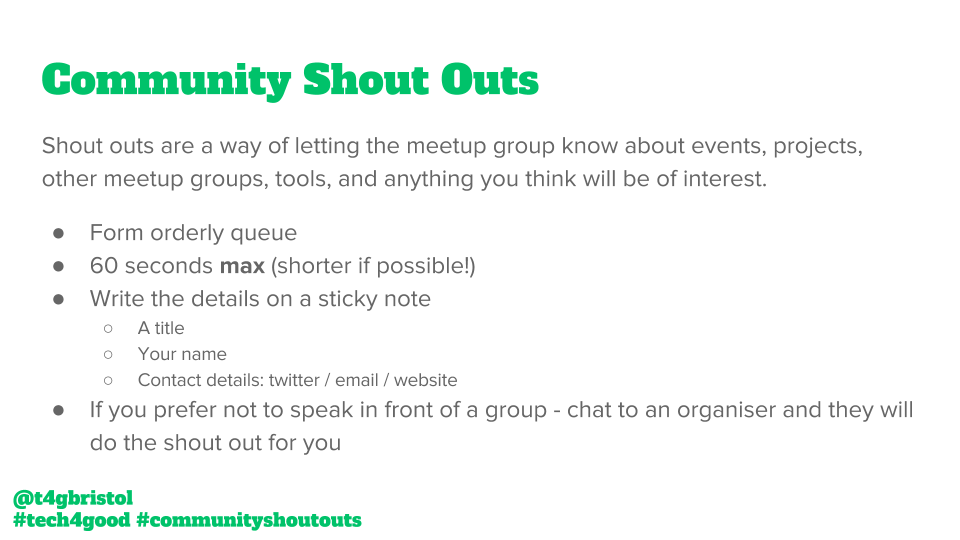 Community Shout Outs
Shout outs are a way of letting the meetup group know about events, projects,
other meetup groups, tools, and anything you think will be of interest.
● Form orderly queue
● 60 seconds max (shorter if possible!)
● Write the details on a sticky note
○ A title
○ Your name
○ Contact details: twitter / email / website
● If you prefer not to speak in front of a group - chat to an organiser and they will
do the shout out for you
@t4gbristol
#tech4good #communityshoutouts